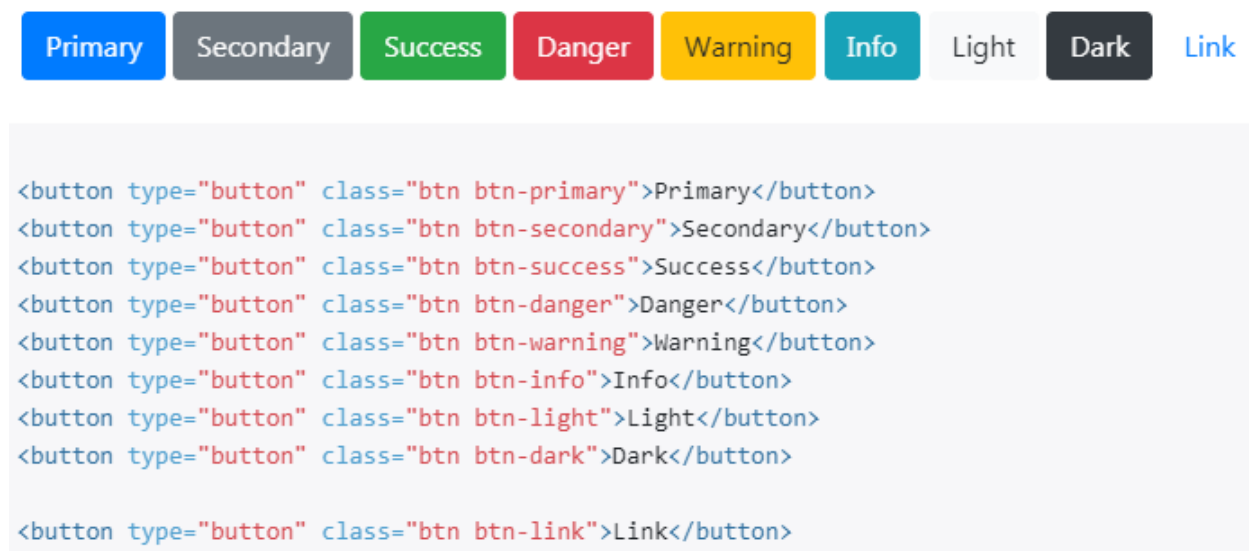 Primary Secondary Success Danger Warning Info Light Dark Link
<button type="button" class="btn btn-primary">Primary</button>
<button type="button" class="btn btn-secondary">Secondary</button>
<button type="button" class="btn btn-success">Success</button>
<button type="button" class="btn btn-danger">Danger</button>
<button type="button" class="btn btn-warning">Warning</button>
<button type="button" class="btn btn-info">Info</button>
<button type="button" class="btn btn-light">Light</button>
<button type="button" class="btn btn-dark">Dark</button>
<button type="button" class="btn btn-link">Link</button>